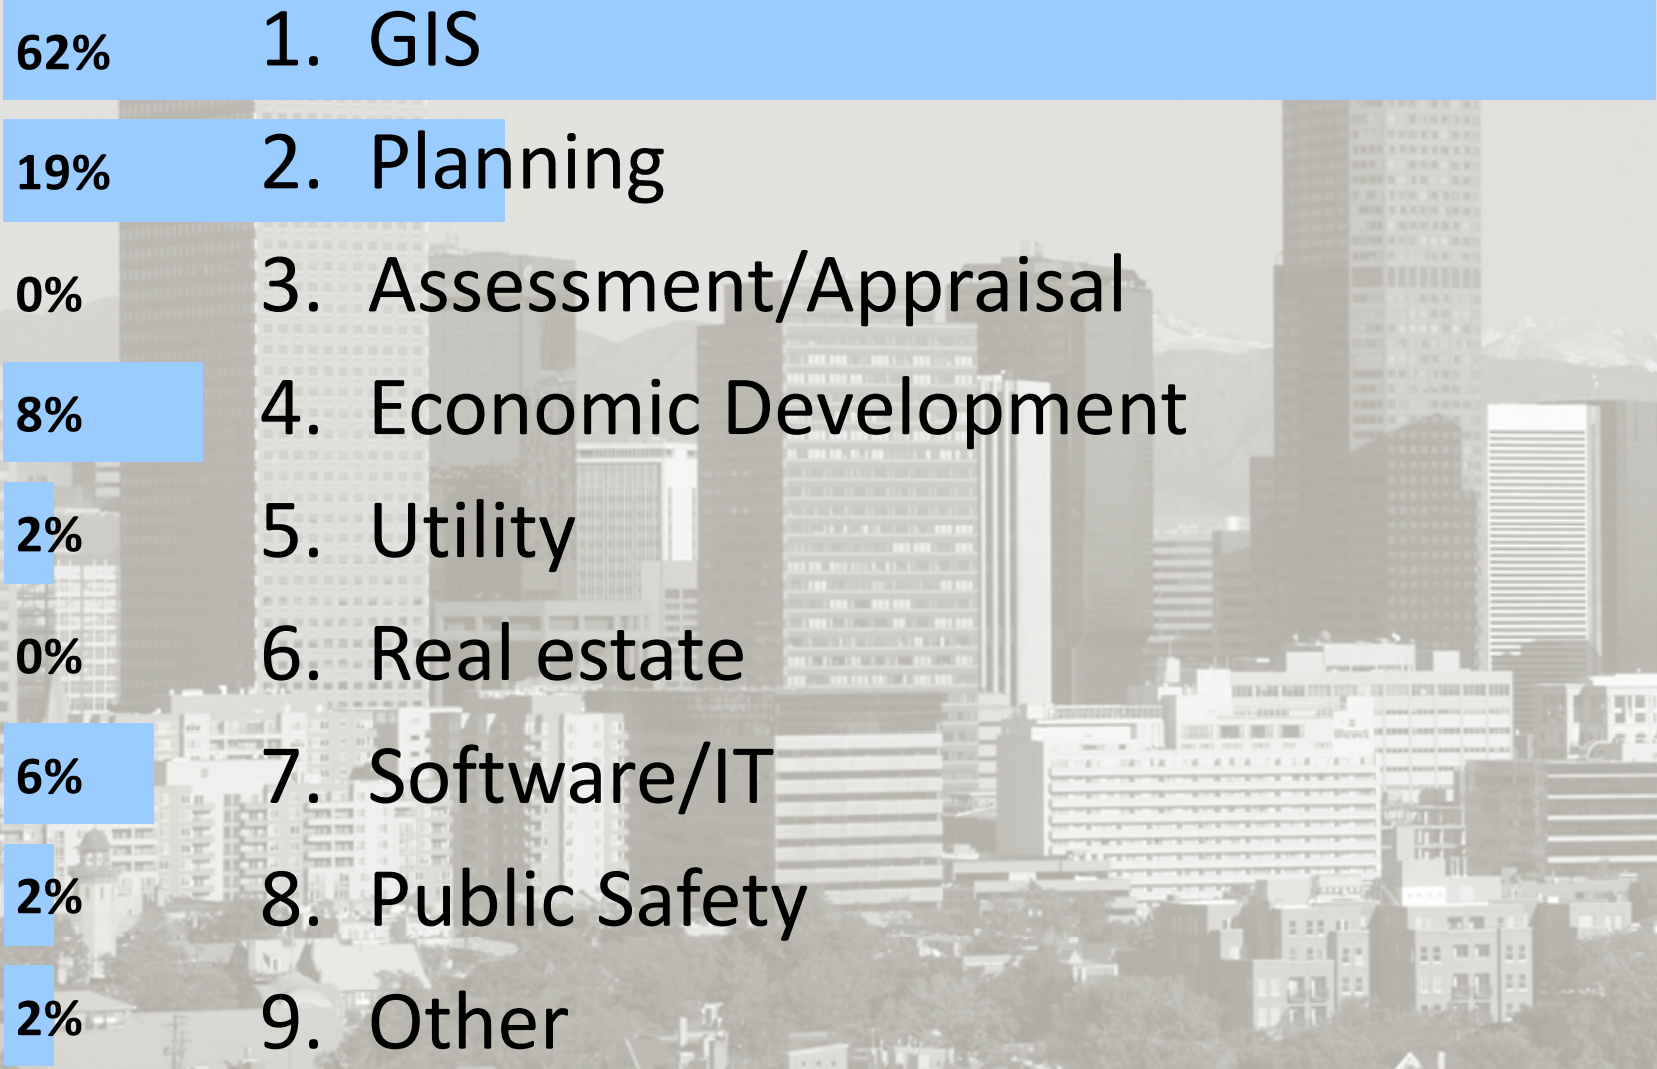 62% 1. GIS
19% 2. Planning
0% 3. Assessment/Appraisal
8% 4. Economic Development
2% 5. Utility
0% 6. Real estate
6% 7. Software/IT
2% 8. Public Safety
2% 9. Other